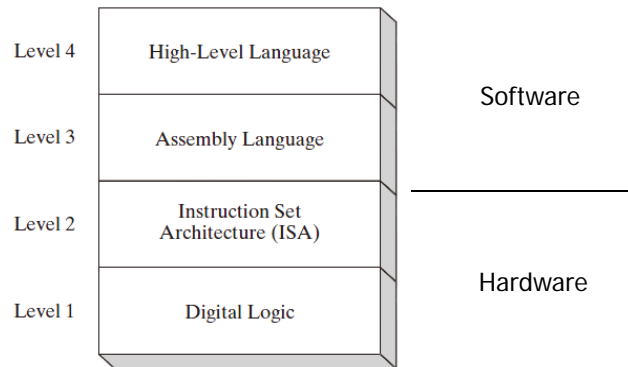 Level 4
High-Level Language
Software
Level 3
Assembly Language
Level 2
Instruction Set
Architecture (ISA)
Hardware
Level 1
Digital Logic